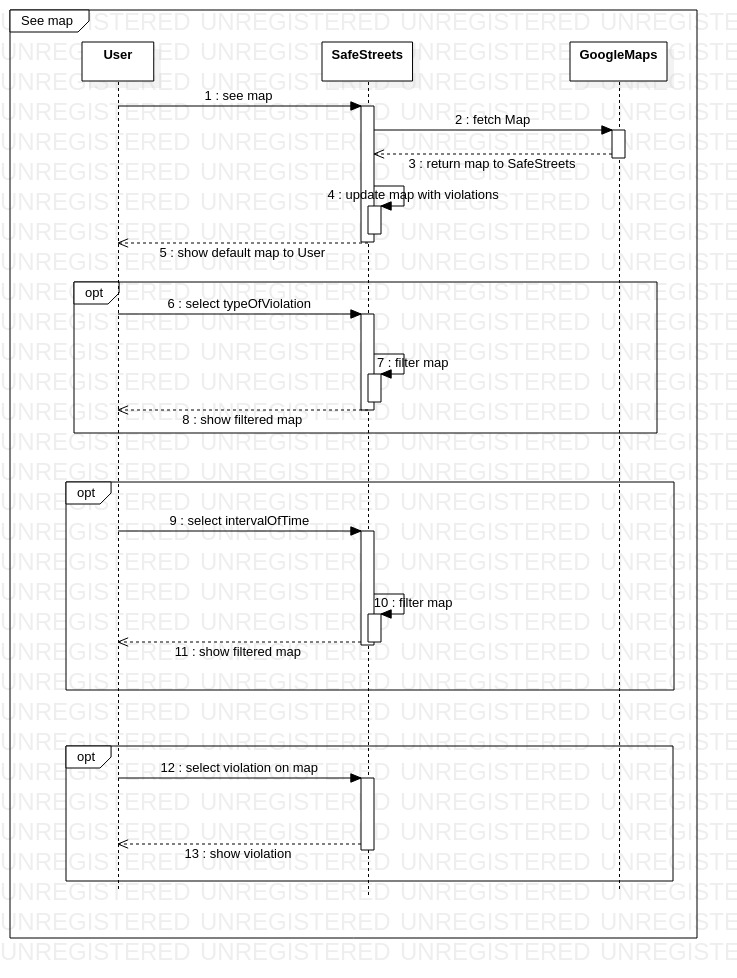 See map
User
SafeStreets
GoogleMaps
1 : see map
2 : fetch Map
3 : return map to SafeStreets
4 : update map with violations
5 : show default map to User
opt
6 : select typeOfViolation
7 : filter map
8 : show filtered map
opt
9 : select intervalOfTime
10 : filter map
11 : show filtered map
opt
12 : select violation on map
13 : show violation
UNREGISTERED UNREGISTERED UNREGISTERED UNREGISTERED